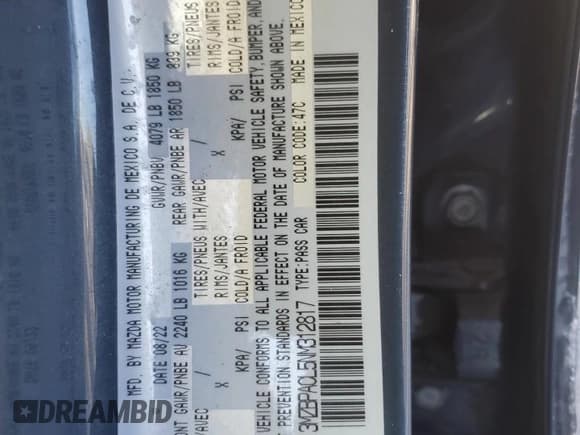 MFD. BY MAZDA MOTOR MANUFACTURING DE MEXICO S.A. DE C.V.
DATE 08/22 GVWR/PNBV 4079 LB 1850 KG
GAWR/PNBE AV 2240 LB 1016 KG REAR GAWR/PNBE AR 1850 LB 839 KG
TIRES/PNEUS WITH/AVEC TIRES/PNEUS
/AVEC X RIMS/JANTES X RIMS/JANTES
KPA/ PSI COLD/A FROID KPA/ PSI COLD/A FROID
VEHICLE CONFORMS TO ALL APPLICABLE FEDERAL MOTOR VEHICLE SAFETY, BUMPER, AND
PREVENTION STANDARDS IN EFFECT ON THE DATE OF MANUFACTURE SHOWN ABOVE.
3MZBPACL5NM312817 TYPE:PASS CAR COLOR CODE:47C MADE IN MEXICO
DREAMBID